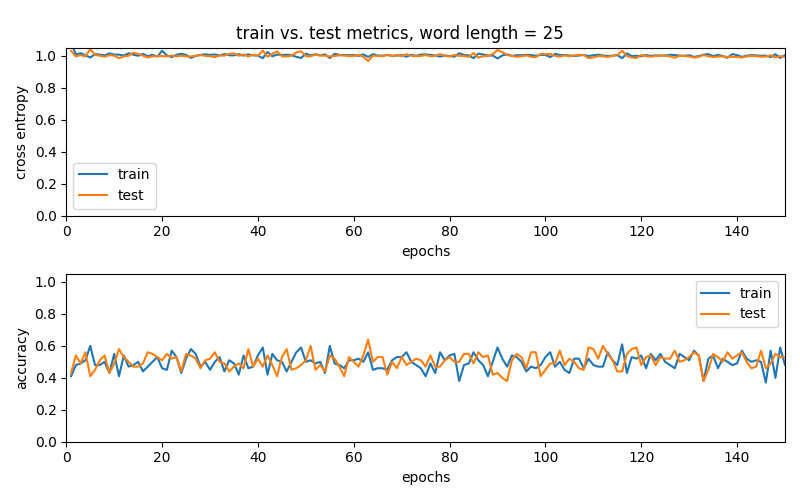 train vs. test metrics, word length = 25
1.0
0.8
0.6
0.4
0.2
0.0
cross entropy
train
test
0 20 40 60 80 100 120 140
epochs
1.0
0.8
0.6
0.4
0.2
0.0
accuracy
train
test
0 20 40 60 80 100 120 140
epochs